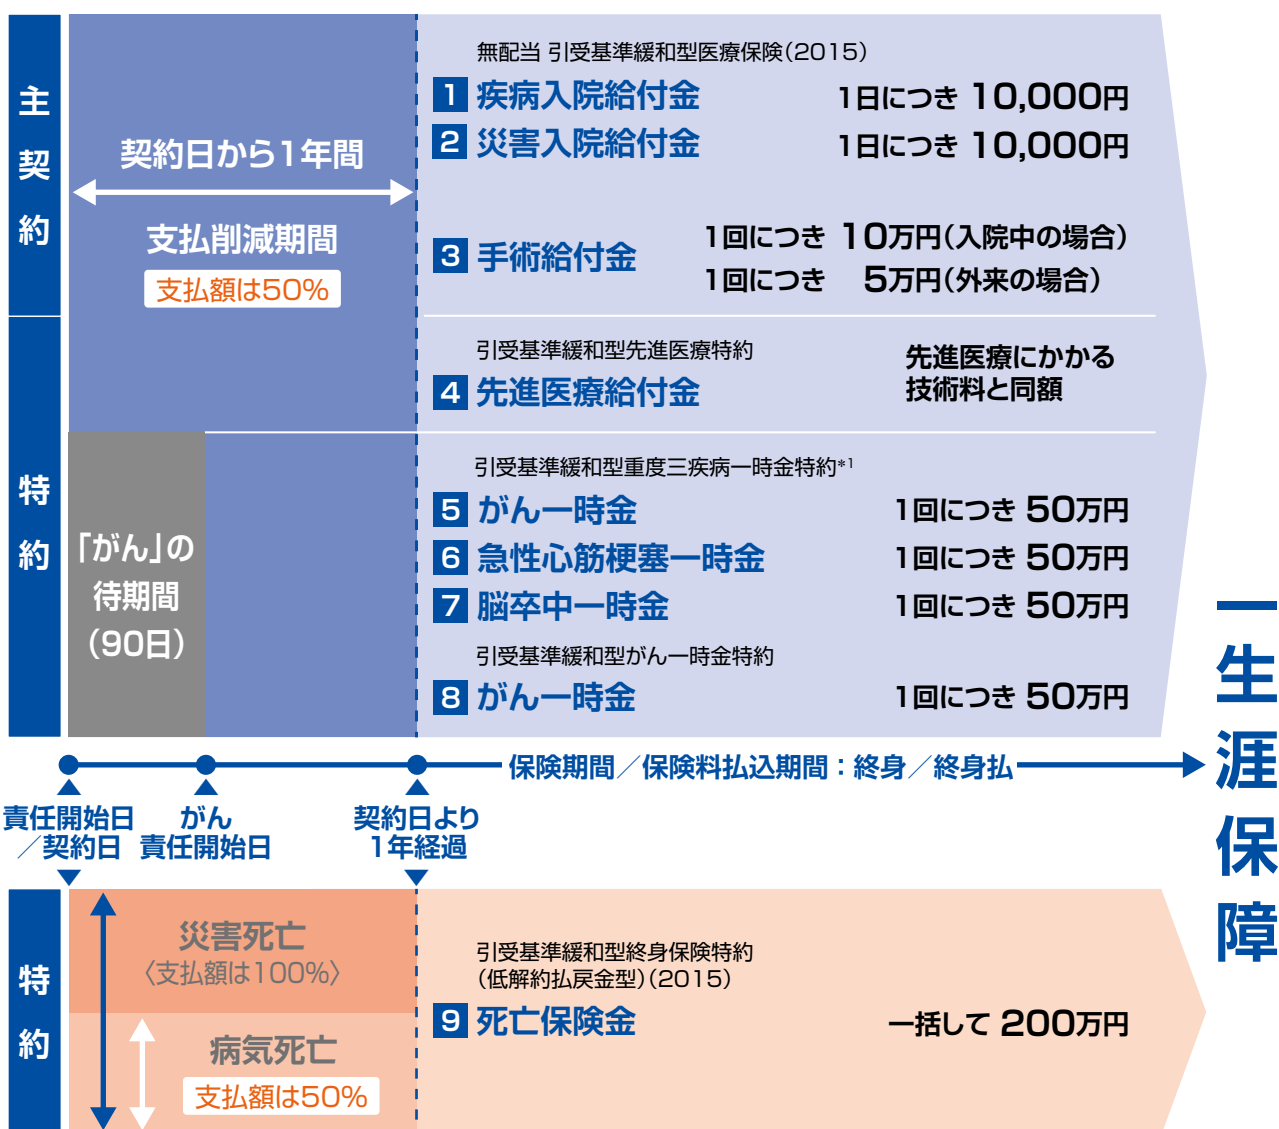 主契約
契約日から1年間
支払削減期間
支払額は50%
無配当 引受基準緩和型医療保険(2015)
1 疾病入院給付金 1日につき 10,000円
2 災害入院給付金 1日につき 10,000円
3 手術給付金 1回につき 10万円(入院中の場合)
1回につき 5万円(外来の場合)
特約
引受基準緩和型先進医療特約
4 先進医療給付金 先進医療にかかる
技術料と同額
「がん」の
待期間
(90日)
引受基準緩和型重度三疾病一時金特約*1
5 がん一時金 1回につき 50万円
6 急性心筋梗塞一時金 1回につき 50万円
7 脳卒中一時金 1回につき 50万円
引受基準緩和型がん一時金特約
8 がん一時金 1回につき 50万円
保険期間/保険料払込期間:終身/終身払
責任開始日
/契約日
がん
責任開始日
契約日より
1年経過
一生涯保障
特約
災害死亡
〈支払額は100%〉
病気死亡
支払額は50%
引受基準緩和型終身保険特約
(低解約払戻金型)(2015)
9 死亡保険金 一括して 200万円